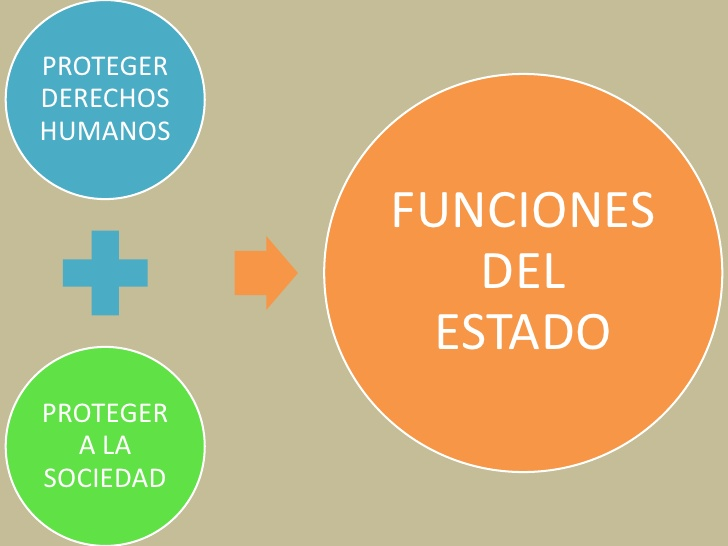 PROTEGER
DERECHOS
HUMANOS
PROTEGER
A LA
SOCIEDAD
FUNCIONES
DEL
ESTADO